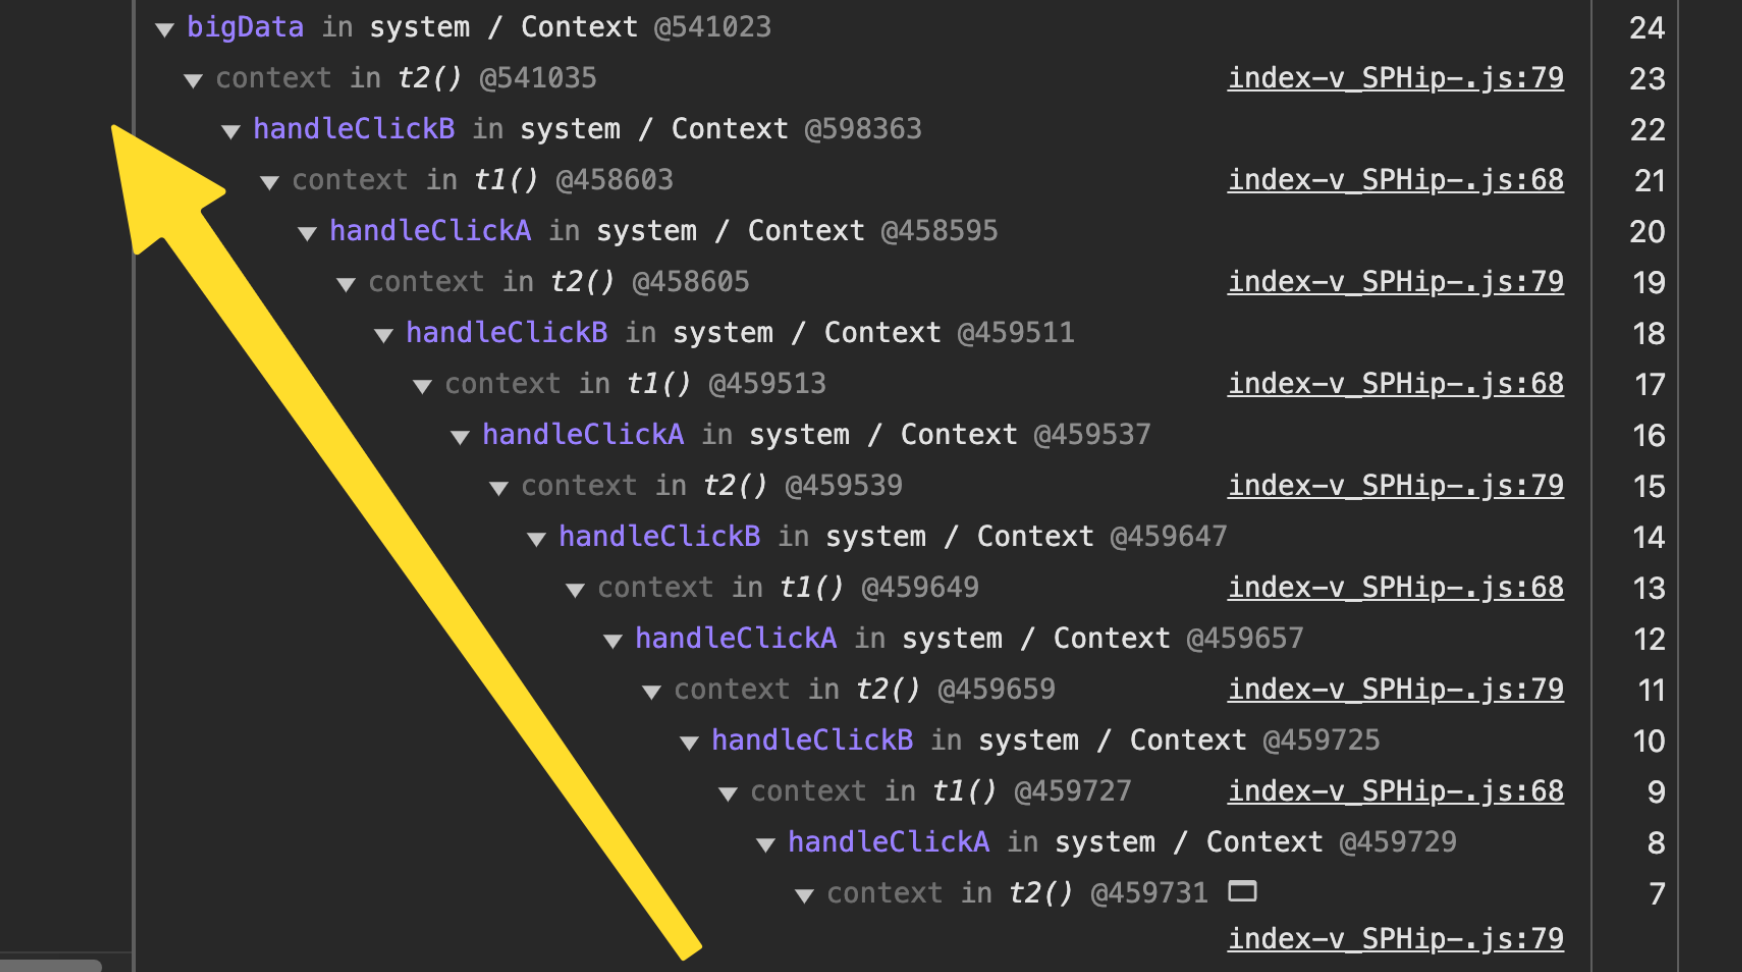 ▼ bigData in system / Context @541023 24
▼ context in t2() @541035 index-v_SPHip-.js:79 23
▼ handleClickB in system / Context @598363 22
▼ context in t1() @458603 index-v_SPHip-.js:68 21
▼ handleClickA in system / Context @458595 20
▼ context in t2() @458605 index-v_SPHip-.js:79 19
▼ handleClickB in system / Context @459511 18
▼ context in t1() @459513 index-v_SPHip-.js:68 17
▼ handleClickA in system / Context @459537 16
▼ context in t2() @459539 index-v_SPHip-.js:79 15
▼ handleClickB in system / Context @459647 14
▼ context in t1() @459649 index-v_SPHip-.js:68 13
▼ handleClickA in system / Context @459657 12
▼ context in t2() @459659 index-v_SPHip-.js:79 11
▼ handleClickB in system / Context @459725 10
▼ context in t1() @459727 index-v_SPHip-.js:68 9
▼ handleClickA in system / Context @459729 8
▼ context in t2() @459731 7
index-v_SPHip-.js:79